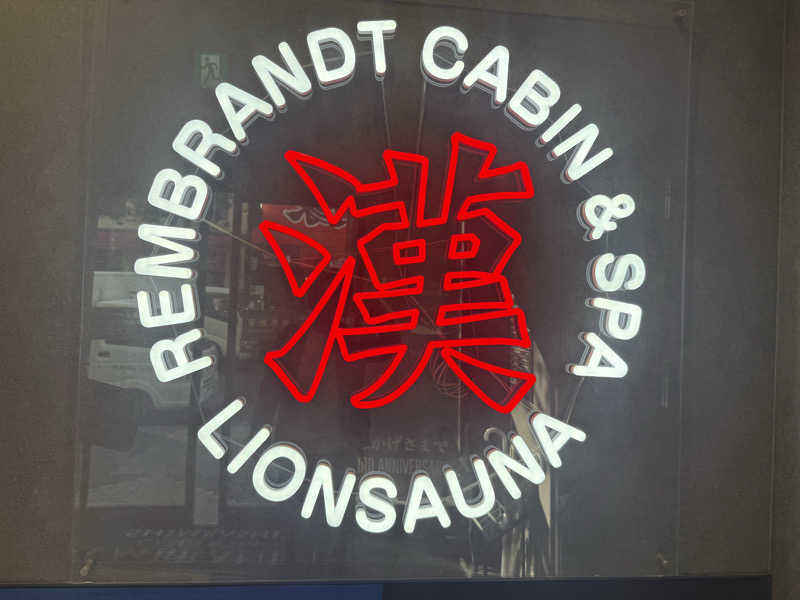 REMBRANDT CABIN & SPA
漢
LIONSAUNA